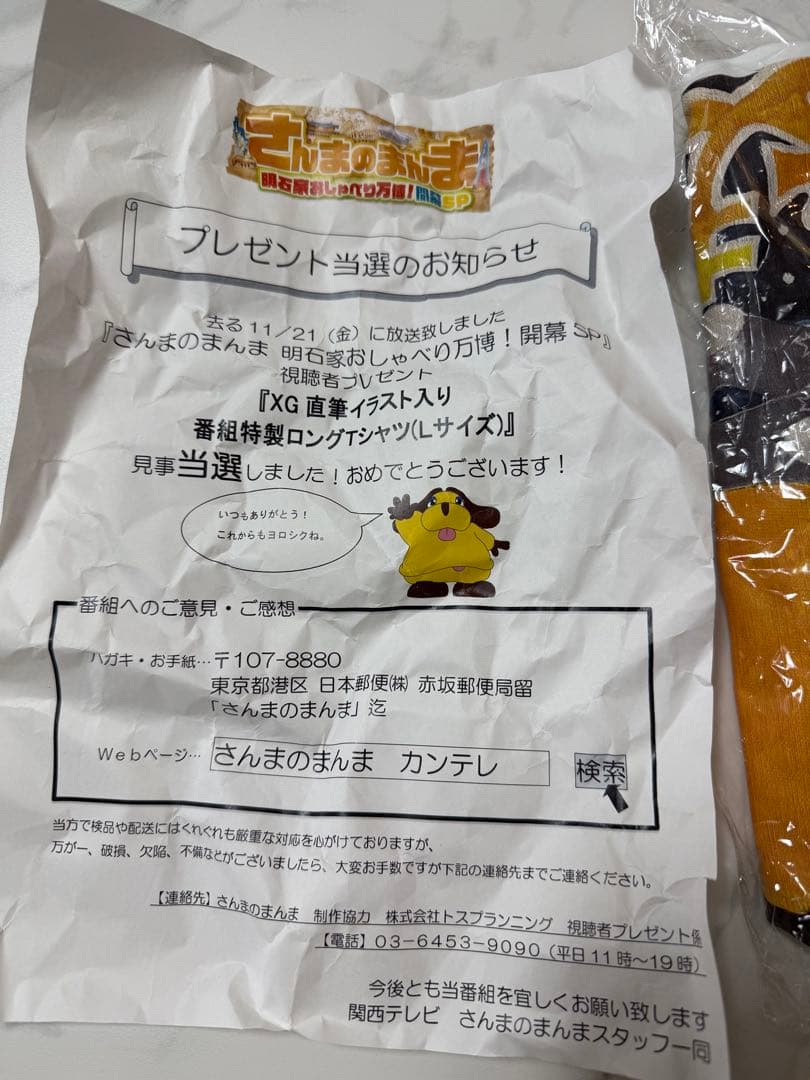 さんまのまんま
明石家おしゃべり万博！開幕SP
プレゼント当選のお知らせ
去る11／21（金）に放送致しました
『さんまのまんま 明石家おしゃべり万博！開幕SP』
視聴者プレゼント
『XG 直筆イラスト入り
番組特製ロングTシャツ(Lサイズ)』
見事当選しました！おめでとうございます！
いつもありがとう！
これからもヨロシクね。
番組へのご意見・ご感想
ハガキ・お手紙…〒107-8880
東京都港区 日本郵便㈱ 赤坂郵便局留
「さんまのまんま」迄
Webページ… さんまのまんま カンテレ 検索
当方で検品や配送にはくれぐれも厳重な対応を心がけておりますが、
万が一、破損、欠陥、不備などがございましたら、大変お手数ですが下記の連絡先までご連絡ください。
【連絡先】さんまのまんま 制作協力 株式会社トスプランニング 視聴者プレゼント係
【電話】03-6453-9090（平日11時～19時）
今後とも当番組を宜しくお願い致します
関西テレビ さんまのまんまスタッフ一同